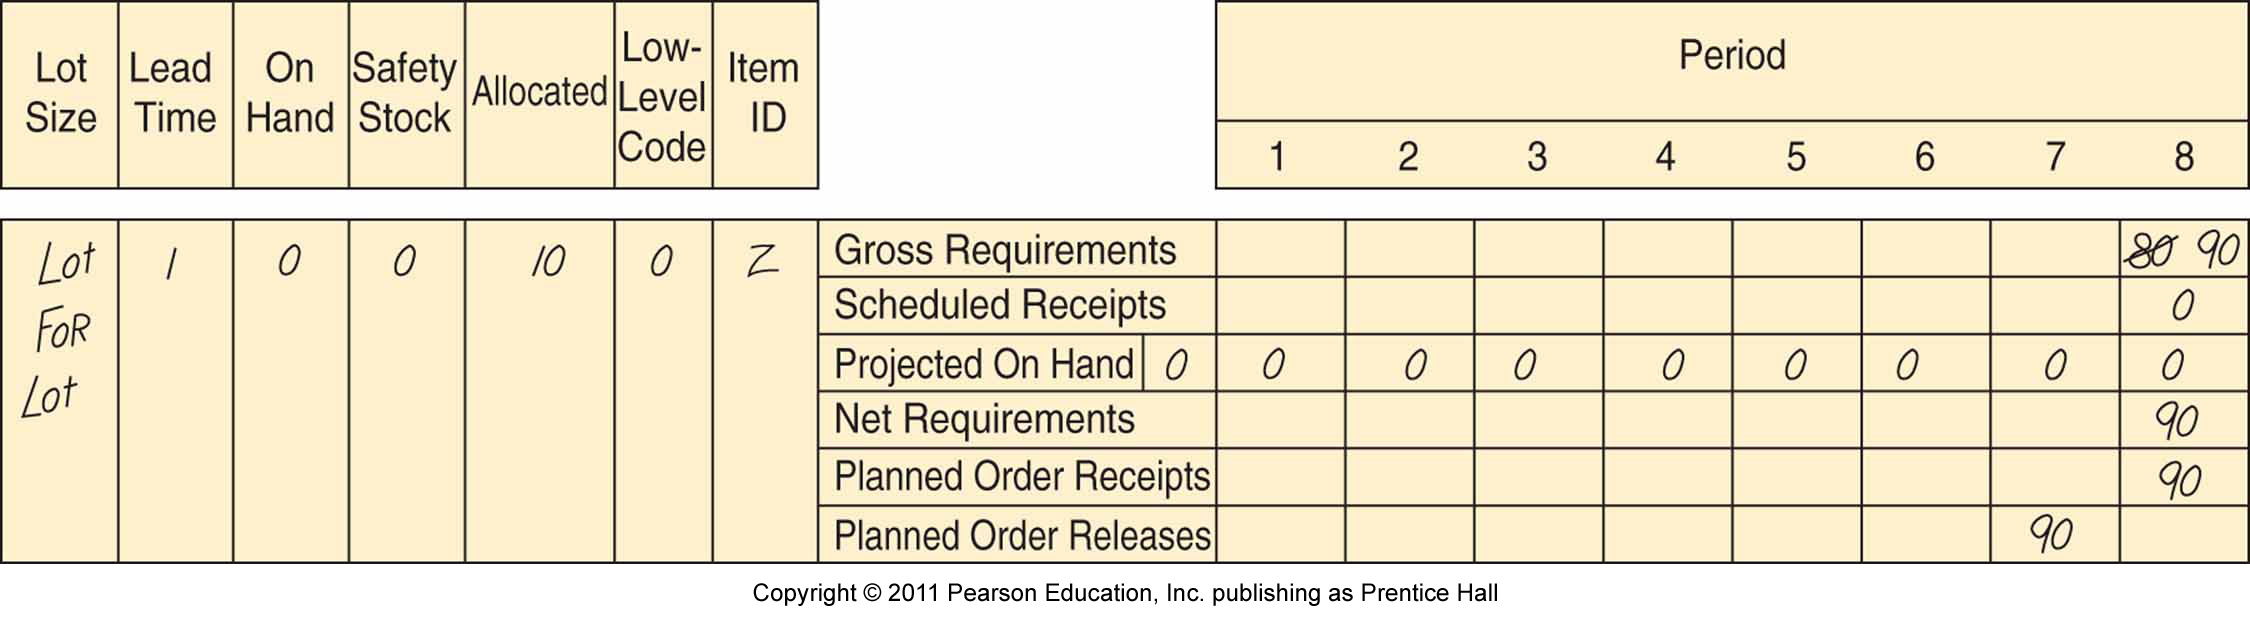 Lot Size Lead Time On Hand Safety Stock Allocated Low-Level Code Item ID Period
1 2 3 4 5 6 7 8
Lot For Lot 1 0 0 10 0 Z Gross Requirements 80 90
Scheduled Receipts 0
Projected On Hand 0 0 0 0 0 0 0 0 0
Net Requirements 90
Planned Order Receipts 90
Planned Order Releases 90
Copyright © 2011 Pearson Education, Inc. publishing as Prentice Hall